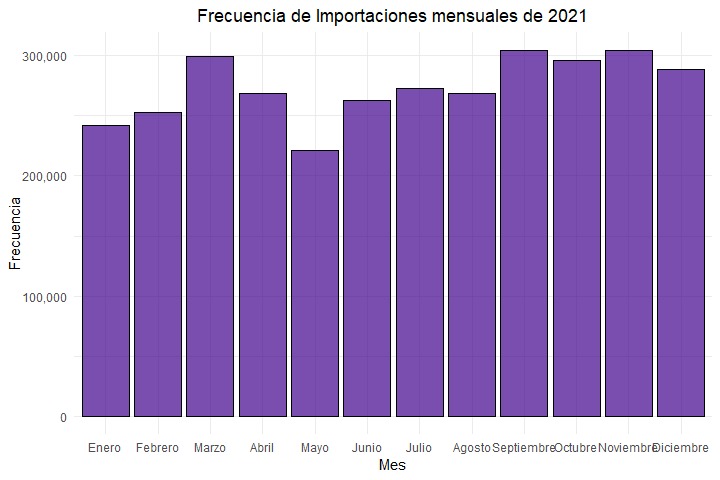 Frecuencia de Importaciones mensuales de 2021
Frecuencia
300,000
200,000
100,000
0
Enero Febrero Marzo Abril Mayo Junio Julio Agosto Septiembre Octubre Noviembre Diciembre
Mes